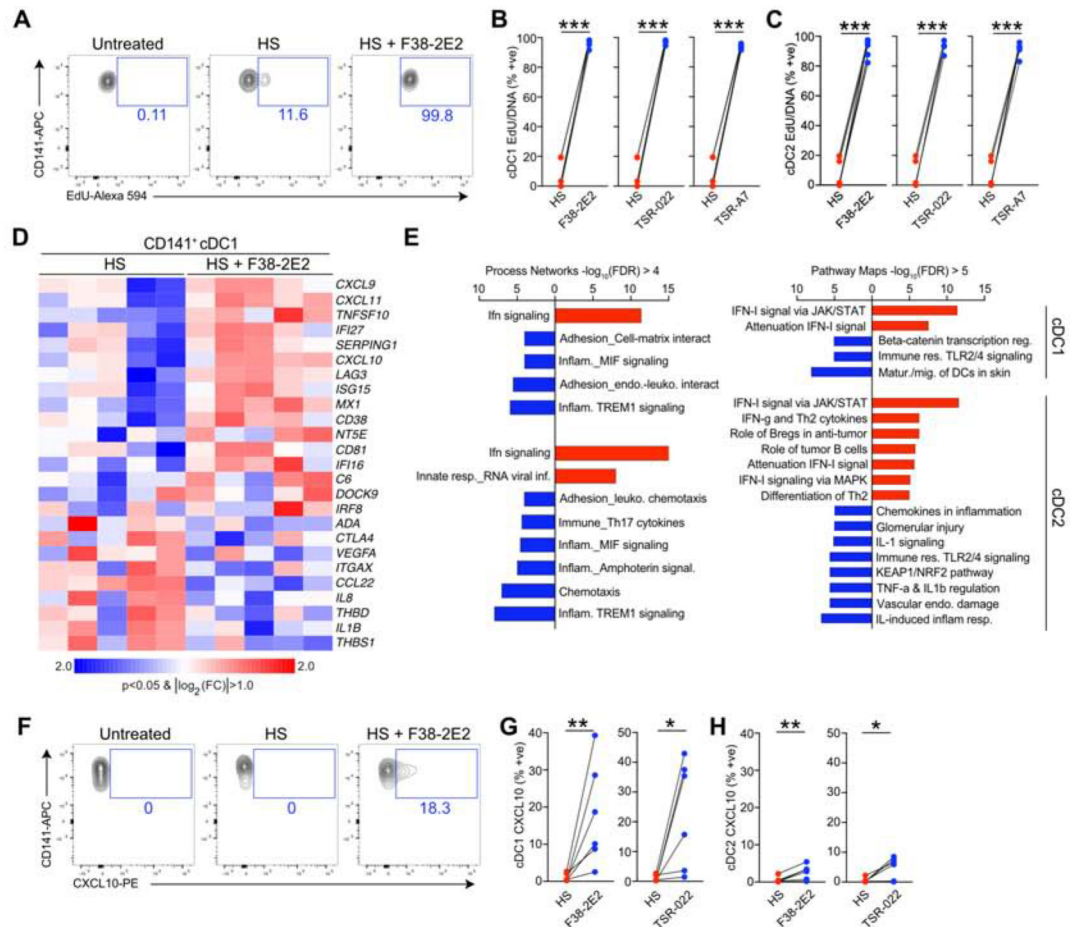 A
Untreated
HS
HS + F38-2E2
CD141-APC
0.11
11.6
99.8
EdU-Alexa 594
B
***
***
***
cDC1 EdU/DNA (% +ve)
100
80
60
40
20
0
HS
F38-2E2
HS
TSR-022
HS
TSR-A7
C
***
***
***
cDC2 EdU/DNA (% +ve)
100
80
60
40
20
0
HS
F38-2E2
HS
TSR-022
HS
TSR-A7
D
CD141+ cDC1
HS
HS + F38-2E2
CXCL9
CXCL11
TNFSF10
IFI27
SERPING1
CXCL10
LAG3
ISG15
MX1
CD38
NT5E
CD81
IFI16
C6
DOCK9
IRF8
ADA
CTLA4
VEGFA
ITGAX
CCL22
IL8
THBD
IL1B
THBS1
2.0
2.0
p<0.05 & |log2(FC)|>1.0
E
Process Networks -log10(FDR) > 4
10 5 0 5 10 15
Ifn signaling
Adhesion_Cell-matrix interact
Inflam._MIF signaling
Adhesion_endo.-leuko. interact
Inflam. TREM1 signaling
Ifn signaling
Innate resp._RNA viral inf.
Adhesion_leuko. chemotaxis
Immune_Th17 cytokines
Inflam._MIF signaling
Inflam._Amphoterin signal.
Chemotaxis
Inflam. TREM1 signaling
Pathway Maps -log10(FDR) > 5
10 5 0 5 10 15
IFN-I signal via JAK/STAT
Attenuation IFN-I signal
Beta-catenin transcription reg.
Immune res. TLR2/4 signaling
Matur./mig. of DCs in skin
cDC1
IFN-I signal via JAK/STAT
IFN-g and Th2 cytokines
Role of Bregs in anti-tumor
Role of tumor B cells
Attenuation IFN-I signal
IFN-I signaling via MAPK
Differentiation of Th2
Chemokines in inflammation
Glomerular injury
IL-1 signaling
Immune res. TLR2/4 signaling
KEAP1/NRF2 pathway
TNF-a & IL1b regulation
Vascular endo. damage
IL-induced inflam resp.
cDC2
F
Untreated
HS
HS + F38-2E2
CD141-APC
0
0
18.3
CXCL10-PE
G
**
*
cDC1 CXCL10 (% +ve)
40
30
20
10
0
50
40
30
20
10
0
HS
F38-2E2
HS
TSR-022
H
**
*
cDC2 CXCL10 (% +ve)
40
30
20
10
0
50
40
30
20
10
0
HS
F38-2E2
HS
TSR-022